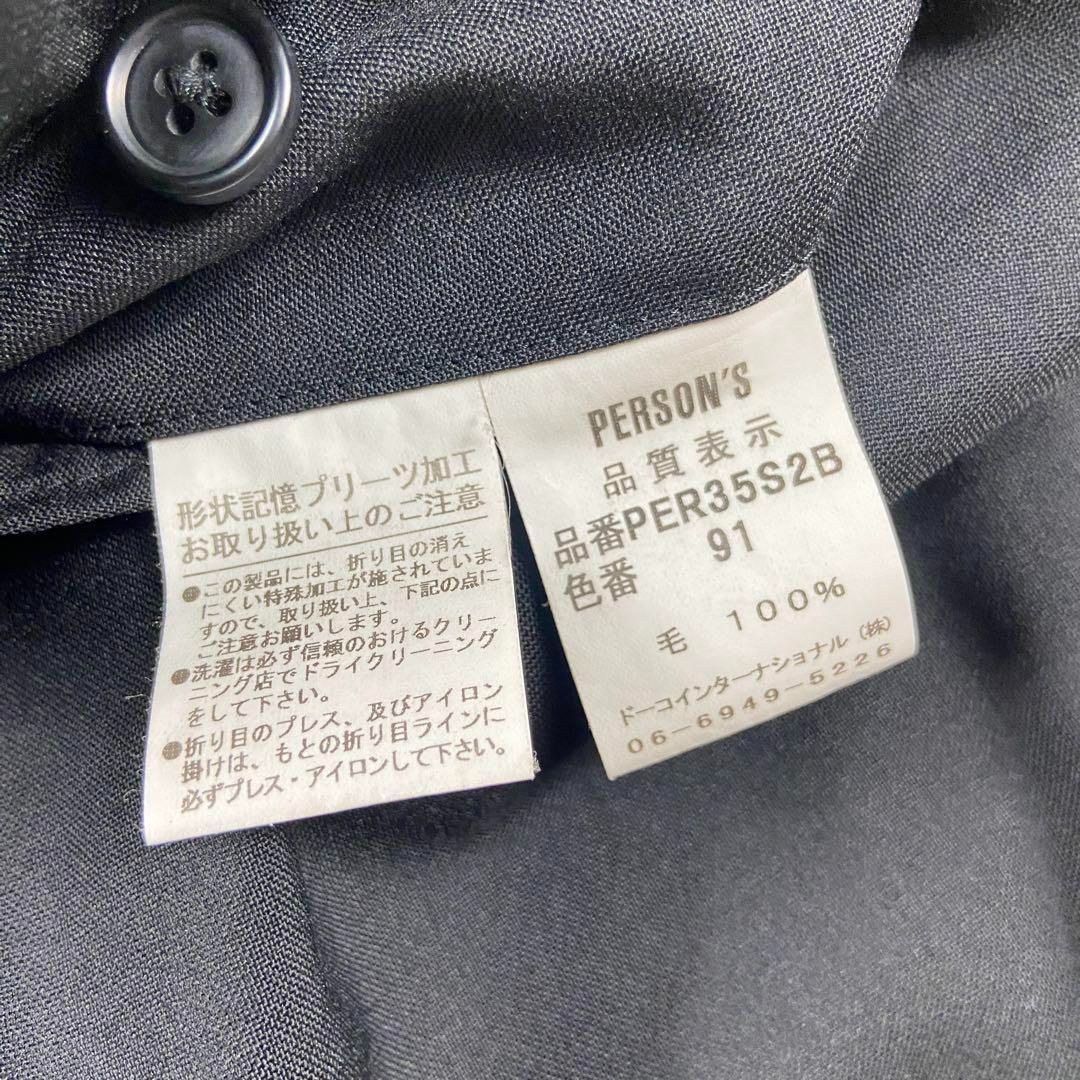 形状記憶プリーツ加工
お取り扱い上のご注意
●この製品には、折り目の消え
にくい特殊加工が施されていま
すので、取り扱い上、下記の点に
ご注意お願いします。
●洗濯は必ず信頼のおけるクリー
ニング店でドライクリーニング
をして下さい。
●折り目のプレス、及びアイロン
掛けは、もとの折り目ラインに
必ずプレス・アイロンして下さい。
PERSON'S
品質表示
品番PER35S2B
色番 91
毛 100%
ドーコインターナショナル(株)
06-6949-5226